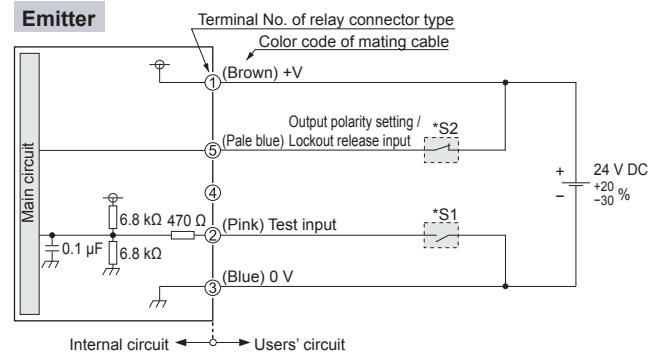 Emitter
Terminal No. of relay connector type
Color code of mating cable
1 (Brown) +V
Output polarity setting /
Lockout release input
*S2
5 (Pale blue)
Main circuit
4
6.8 kΩ 470 Ω
2 (Pink) Test input
*S1
0.1 µF 6.8 kΩ
3 (Blue) 0 V
+
−
24 V DC
+20
−30 %
Internal circuit
Users' circuit